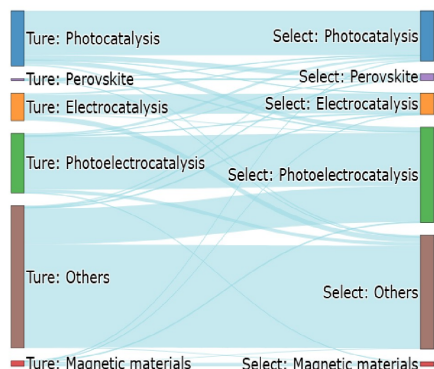 Ture: Photocatalysis
Select: Photocatalysis
Ture: Perovskite
Select: Perovskite
Ture: Electrocatalysis
Select: Electrocatalysis
Ture: Photoelectrocatalysis
Select: Photoelectrocatalysis
Ture: Others
Select: Others
Ture: Magnetic materials
Select: Magnetic materials